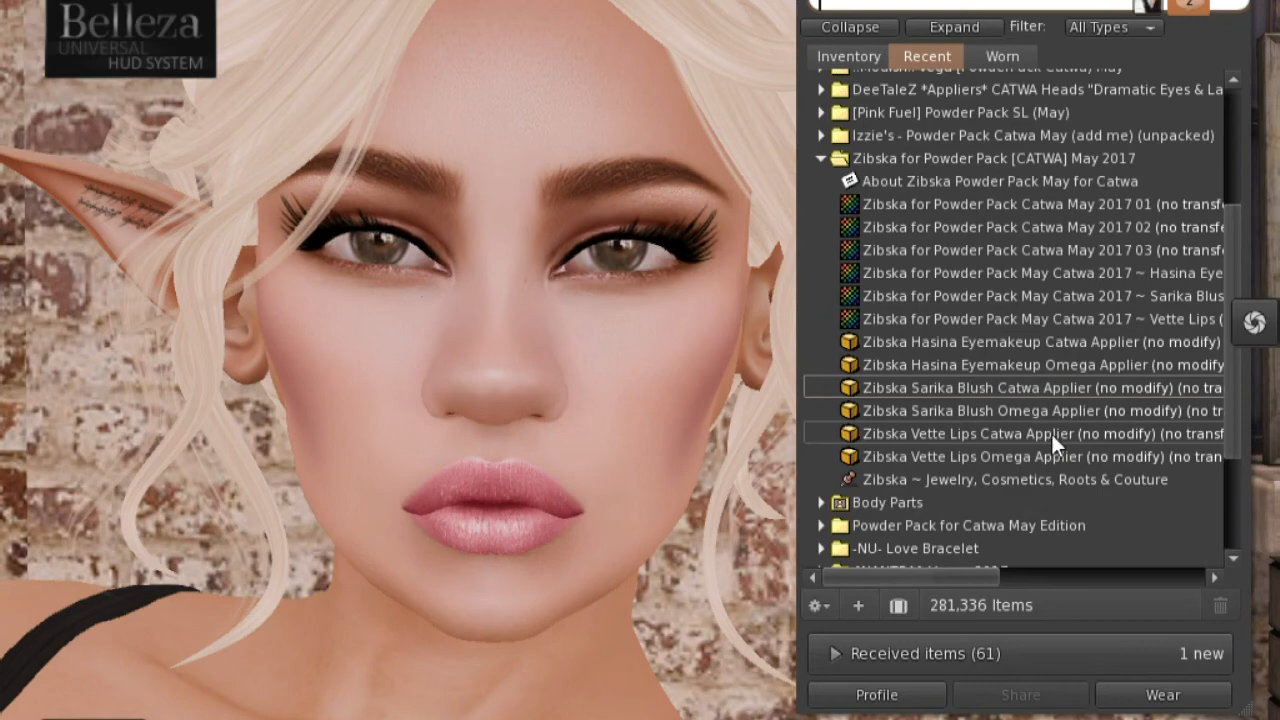 Belleza
UNIVERSAL
HUD SYSTEM
Collapse
Expand
Filter:
All Types
Inventory
Recent
Worn
DeeTaleZ *Appliers* CATWA Heads "Dramatic Eyes & La
[Pink Fuel] Powder Pack SL (May)
Izzie's - Powder Pack Catwa May (add me) (unpacked)
Zibska for Powder Pack [CATWA] May 2017
About Zibska Powder Pack May for Catwa
Zibska for Powder Pack Catwa May 2017 01 (no transf
Zibska for Powder Pack Catwa May 2017 02 (no transf
Zibska for Powder Pack Catwa May 2017 03 (no transf
Zibska for Powder Pack May Catwa 2017 ~ Hasina Eye
Zibska for Powder Pack May Catwa 2017 ~ Sarika Blus
Zibska for Powder Pack May Catwa 2017 ~ Vette Lips (
Zibska Hasina Eyemakeup Catwa Applier (no modify)
Zibska Hasina Eyemakeup Omega Applier (no modify
Zibska Sarika Blush Catwa Applier (no modify) (no tra
Zibska Sarika Blush Omega Applier (no modify) (no tr
Zibska Vette Lips Catwa Applier (no modify) (no transf
Zibska Vette Lips Omega Applier (no modify) (no tran
Zibska ~ Jewelry, Cosmetics, Roots & Couture
Body Parts
Powder Pack for Catwa May Edition
-NU- Love Bracelet
281,336 Items
Received items (61)
1 new
Profile
Share
Wear